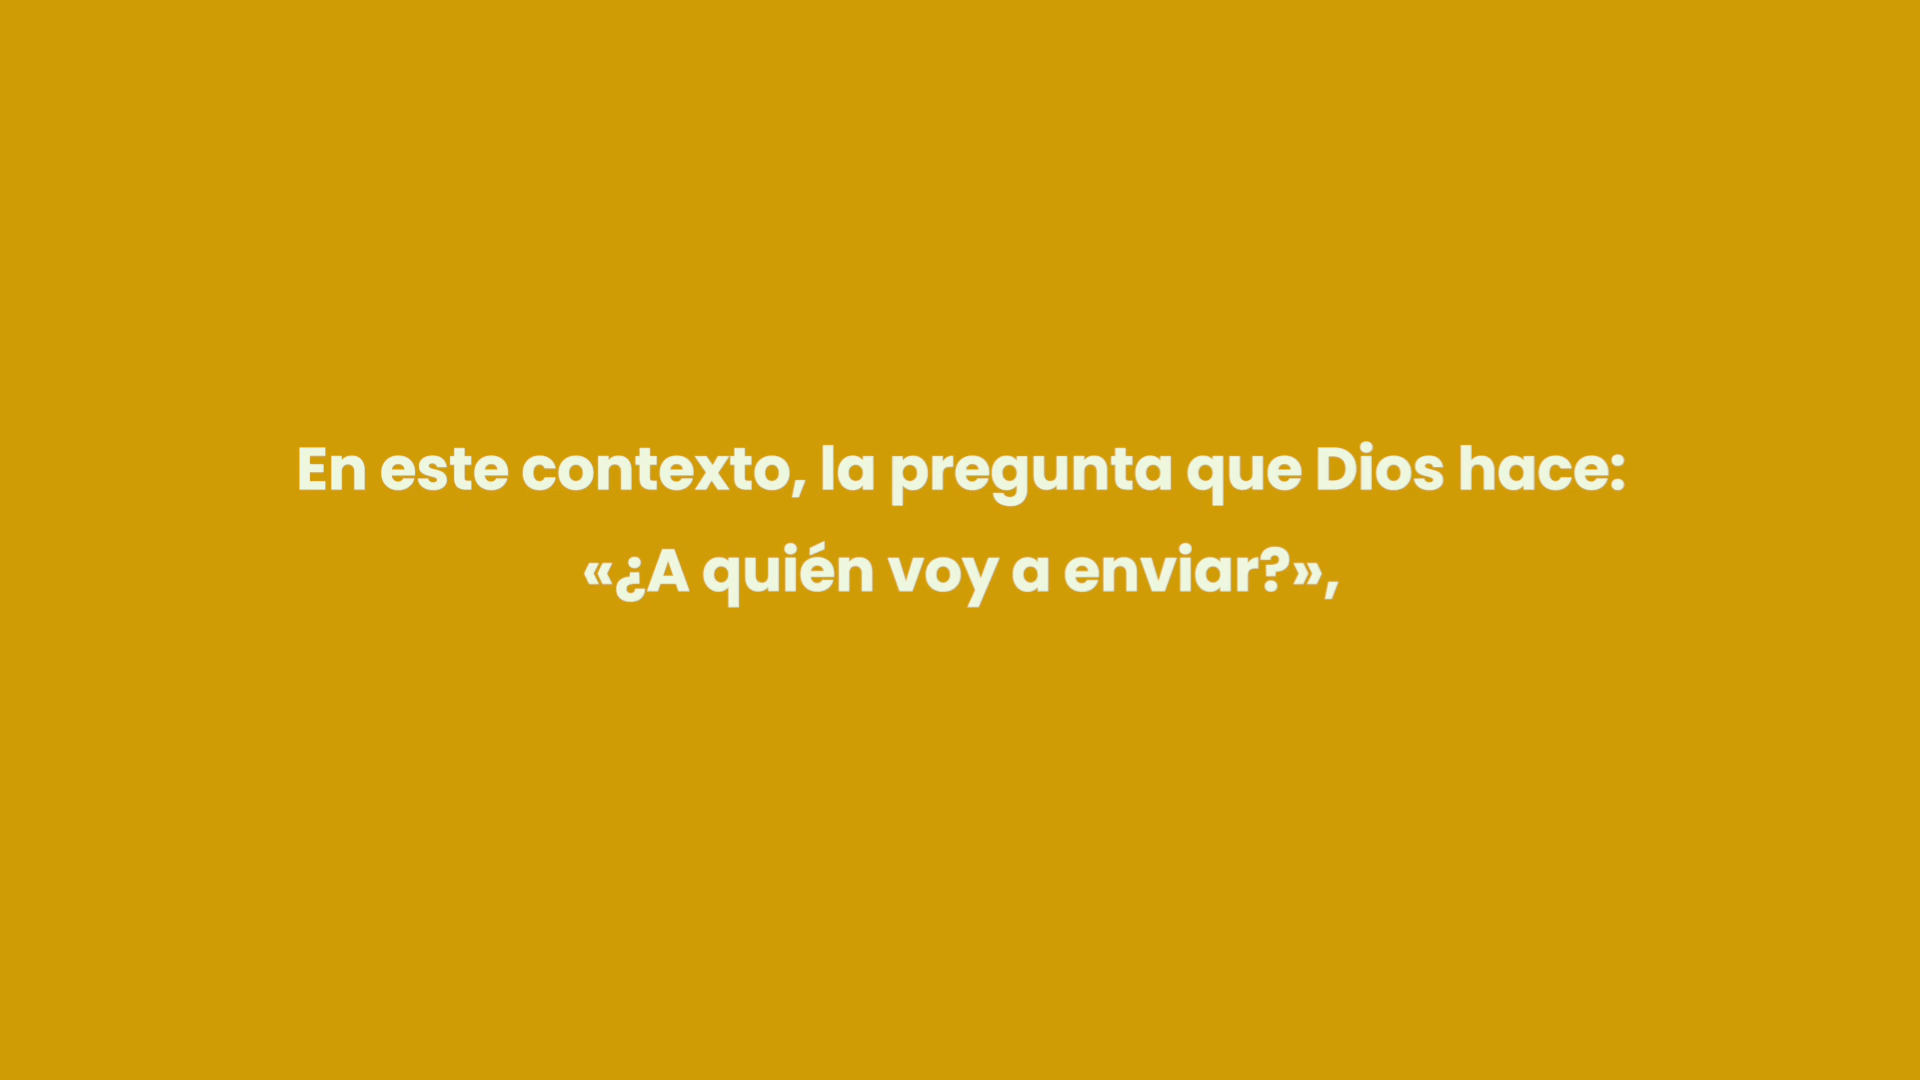 En este contexto, la pregunta que Dios hace:
«¿A quién voy a enviar?»,